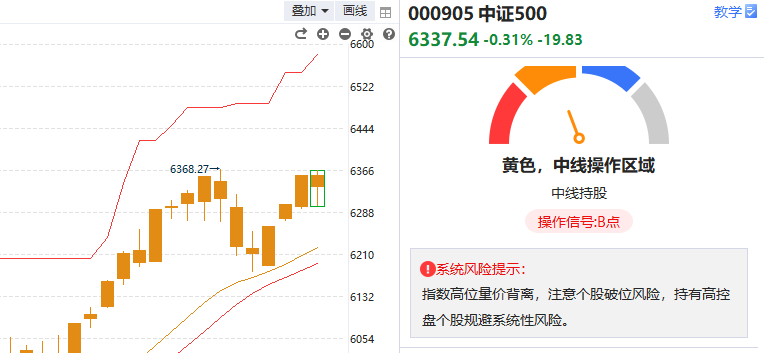 叠加 画线
6600
6522
6444
6368.27→
6366
6288
6210
6132
6054
000905 中证500 教学
6337.54 -0.31% -19.83
黄色，中线操作区域
中线持股
操作信号:B点
系统风险提示:
指数高位量价背离，注意个股破位风险，持有高控
盘个股规避系统性风险。